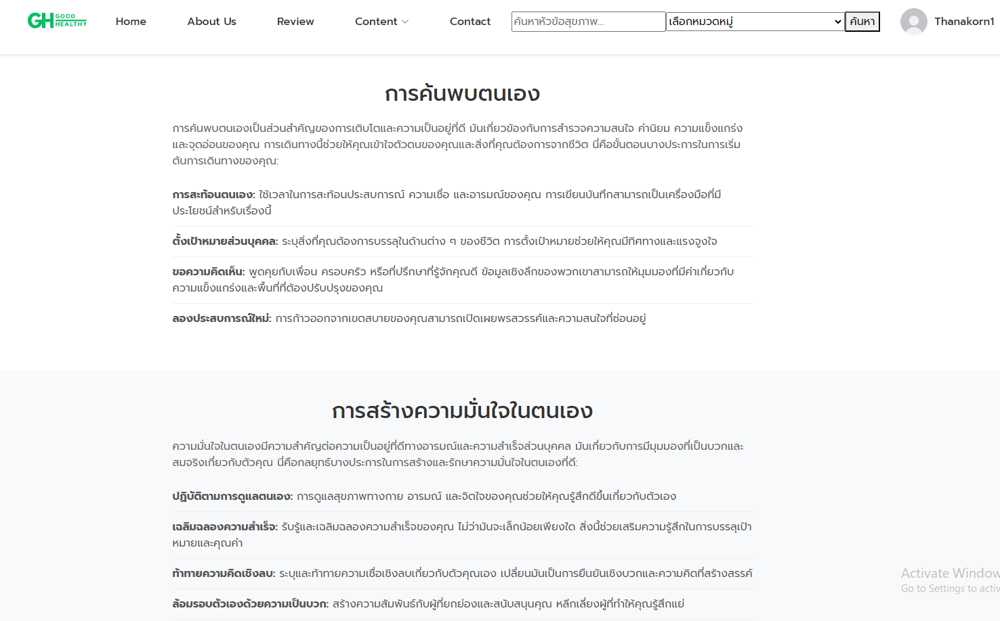 GH GOOD HEALTHY
Home
About Us
Review
Content
Contact
ค้นหาหัวข้อสุขภาพ...
เลือกหมวดหมู่
ค้นหา
Thanakorn1
การค้นพบตนเอง
การค้นพบตนเองเป็นส่วนสำคัญของการเติบโตและความเป็นอยู่ที่ดี มันเกี่ยวข้องกับการสำรวจความสนใจ ค่านิยม ความแข็งแกร่ง
และจุดอ่อนของคุณ การเดินทางนี้ช่วยให้คุณเข้าใจตัวตนของคุณและสิ่งที่คุณต้องการจากชีวิต นี่คือขั้นตอนบางประการในการเริ่ม
ต้นการเดินทางของคุณ:
การสะท้อนตนเอง: ใช้เวลาในการสะท้อนประสบการณ์ ความเชื่อ และอารมณ์ของคุณ การเขียนบันทึกสามารถเป็นเครื่องมือที่มี
ประโยชน์สำหรับเรื่องนี้
ตั้งเป้าหมายส่วนบุคคล: ระบุสิ่งที่คุณต้องการบรรลุในด้านต่าง ๆ ของชีวิต การตั้งเป้าหมายช่วยให้คุณมีทิศทางและแรงจูงใจ
ขอความคิดเห็น: พูดคุยกับเพื่อน ครอบครัว หรือที่ปรึกษาที่รู้จักคุณดี ข้อมูลเชิงลึกของพวกเขาสามารถให้มุมมองที่มีค่าเกี่ยวกับ
ความแข็งแกร่งและพื้นที่ที่ต้องปรับปรุงของคุณ
ลองประสบการณ์ใหม่: การก้าวออกจากเขตสบายของคุณสามารถเปิดเผยพรสวรรค์และความสนใจที่ซ่อนอยู่
การสร้างความมั่นใจในตนเอง
ความมั่นใจในตนเองมีความสำคัญต่อความเป็นอยู่ที่ดีทางอารมณ์และความสำเร็จส่วนบุคคล มันเกี่ยวกับการมีมุมมองที่เป็นบวกและ
สมจริงเกี่ยวกับตัวคุณ นี่คือกลยุทธ์บางประการในการสร้างและรักษาความมั่นใจในตนเองที่ดี:
ปฏิบัติตามการดูแลตนเอง: การดูแลสุขภาพทางกาย อารมณ์ และจิตใจของคุณช่วยให้คุณรู้สึกดีขึ้นเกี่ยวกับตัวเอง
เฉลิมฉลองความสำเร็จ: รับรู้และเฉลิมฉลองความสำเร็จของคุณ ไม่ว่ามันจะเล็กน้อยเพียงใด สิ่งนี้ช่วยเสริมความรู้สึกในการบรรลุเป้า
หมายและคุณค่า
ท้าทายความคิดเชิงลบ: ระบุและท้าทายความเชื่อเชิงลบเกี่ยวกับตัวคุณเอง เปลี่ยนมันเป็นการยืนยันเชิงบวกและความคิดที่สร้างสรรค์
ล้อมรอบตัวเองด้วยความเป็นบวก: สร้างความสัมพันธ์กับผู้ที่ยกย่องและสนับสนุนคุณ หลีกเลี่ยงผู้ที่ทำให้คุณรู้สึกแย่
Activate Window
Go to Settings to activ